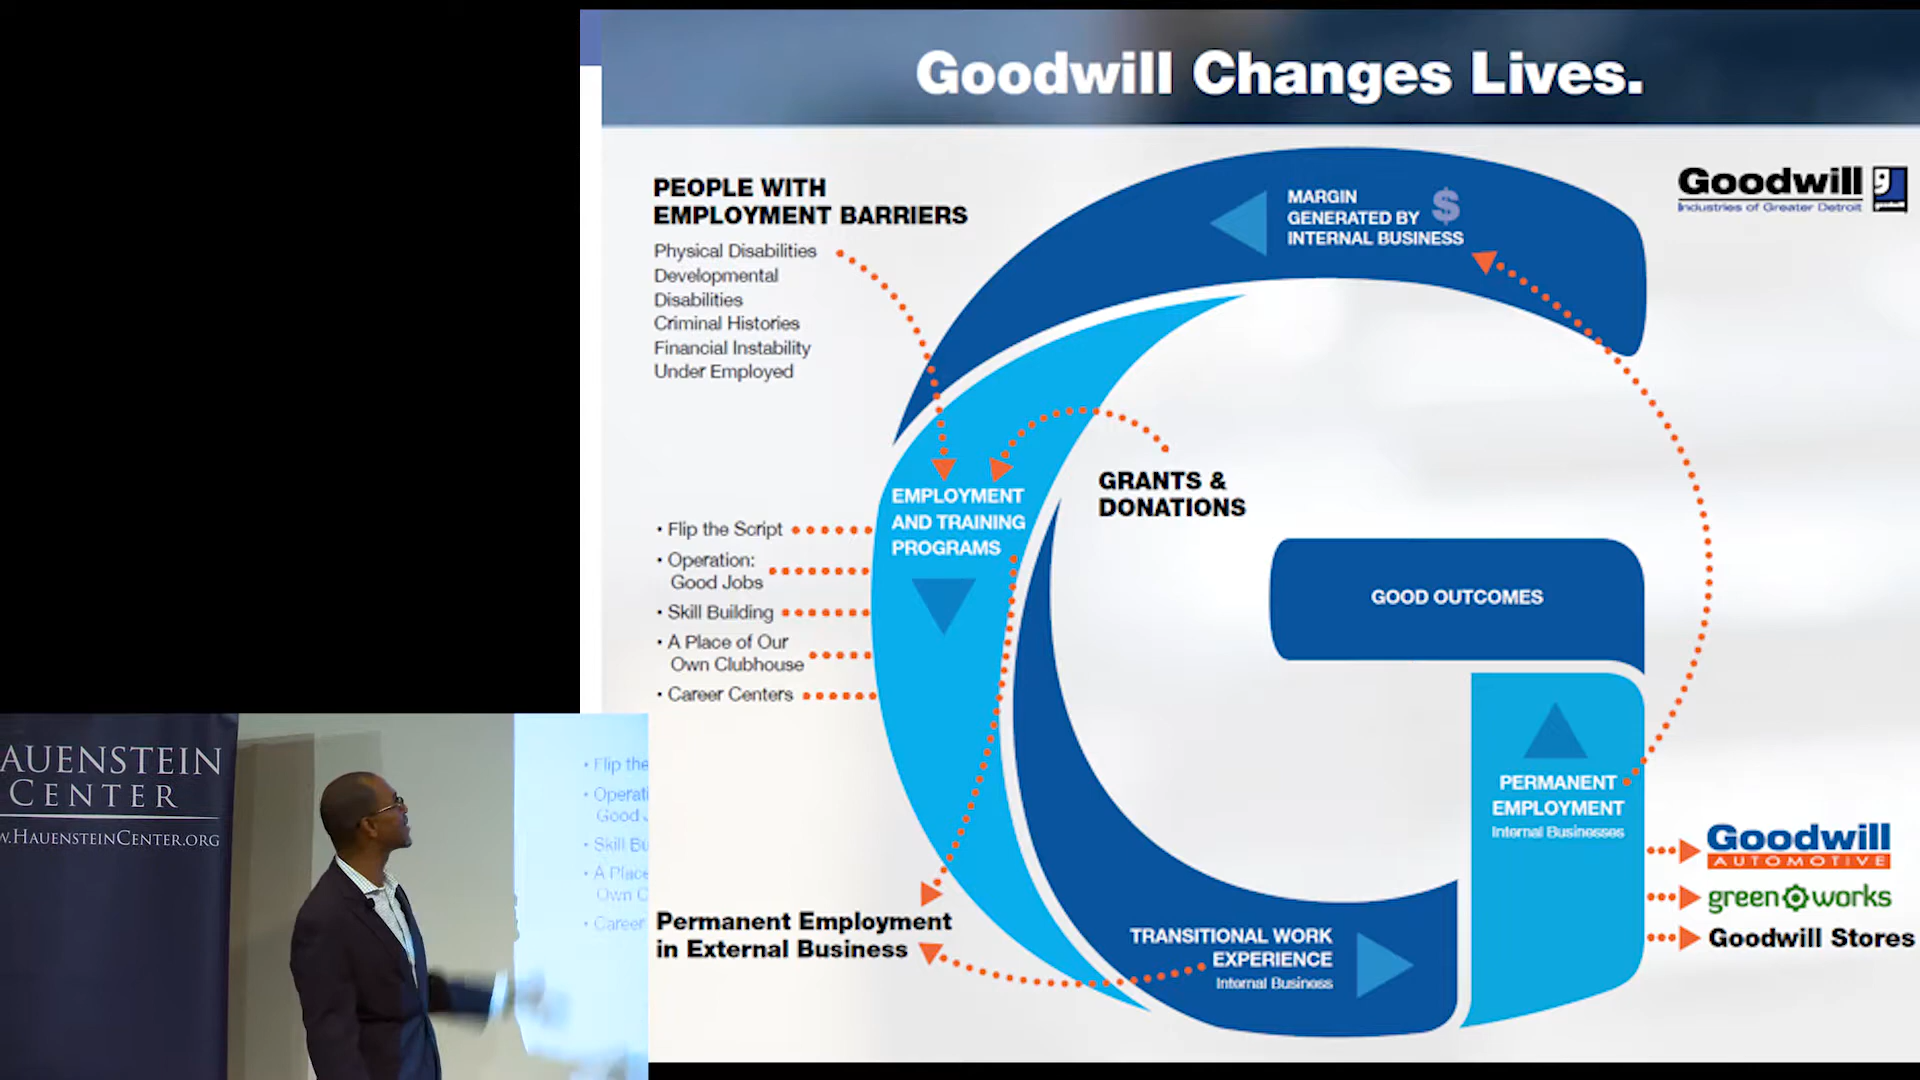 Goodwill Changes Lives.
PEOPLE WITH
EMPLOYMENT BARRIERS
Physical Disabilities
Developmental
Disabilities
Criminal Histories
Financial Instability
Under Employed
MARGIN
GENERATED BY $
INTERNAL BUSINESS
Goodwill
Industries of Greater Detroit
goodwill
GRANTS &
DONATIONS
EMPLOYMENT
AND TRAINING
PROGRAMS
• Flip the Script
• Operation:
Good Jobs
• Skill Building
• A Place of Our
Own Clubhouse
• Career Centers
GOOD OUTCOMES
PERMANENT
EMPLOYMENT
Internal Businesses
Goodwill
AUTOMOTIVE
green works
Goodwill Stores
TRANSITIONAL WORK
EXPERIENCE
Internal Business
Permanent Employment
in External Business
AUENSTEIN
CENTER
W.HAUENSTEINCENTER.ORG
• Flip the
Operati
Good J
• Skill Bu
• A Place
Own C
• Career